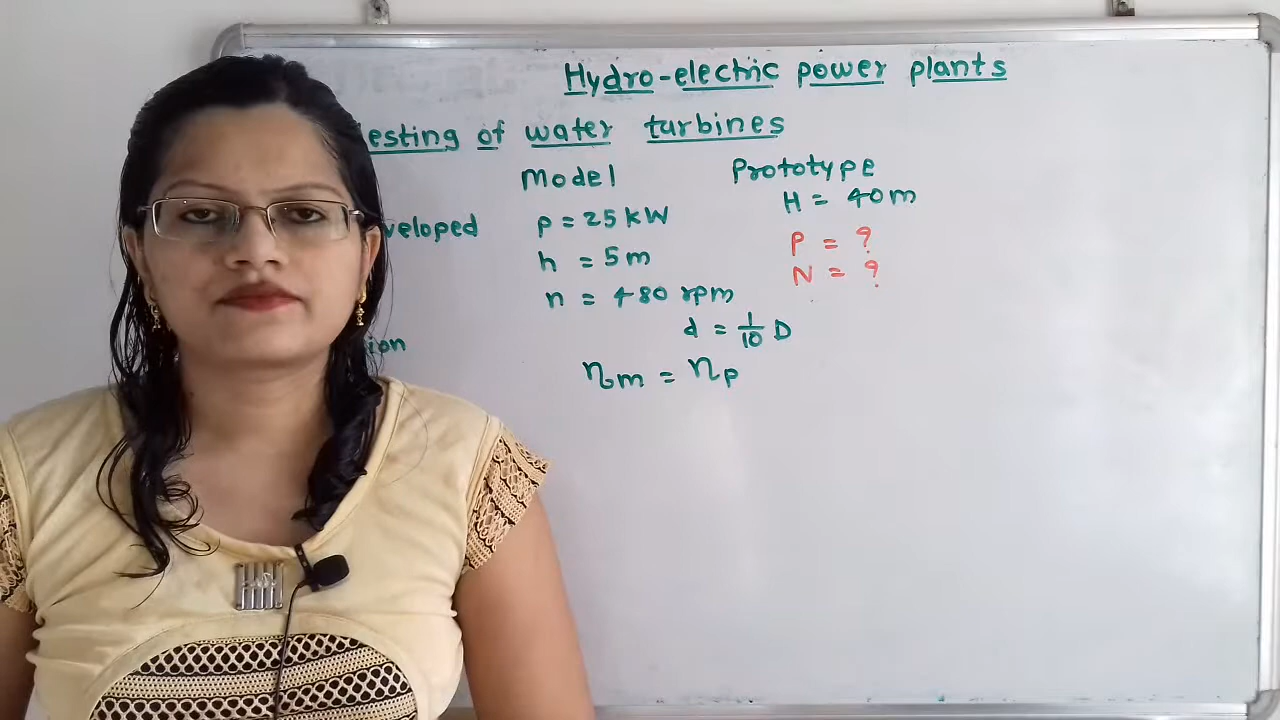 Hydro-electric power plants
esting of water turbines
Model Prototype
H = 40m
veloped P = 25 kW
P = ?
h = 5m
N = ?
n = 480 rpm
d = 1/10 D
ion
ηm = ηp